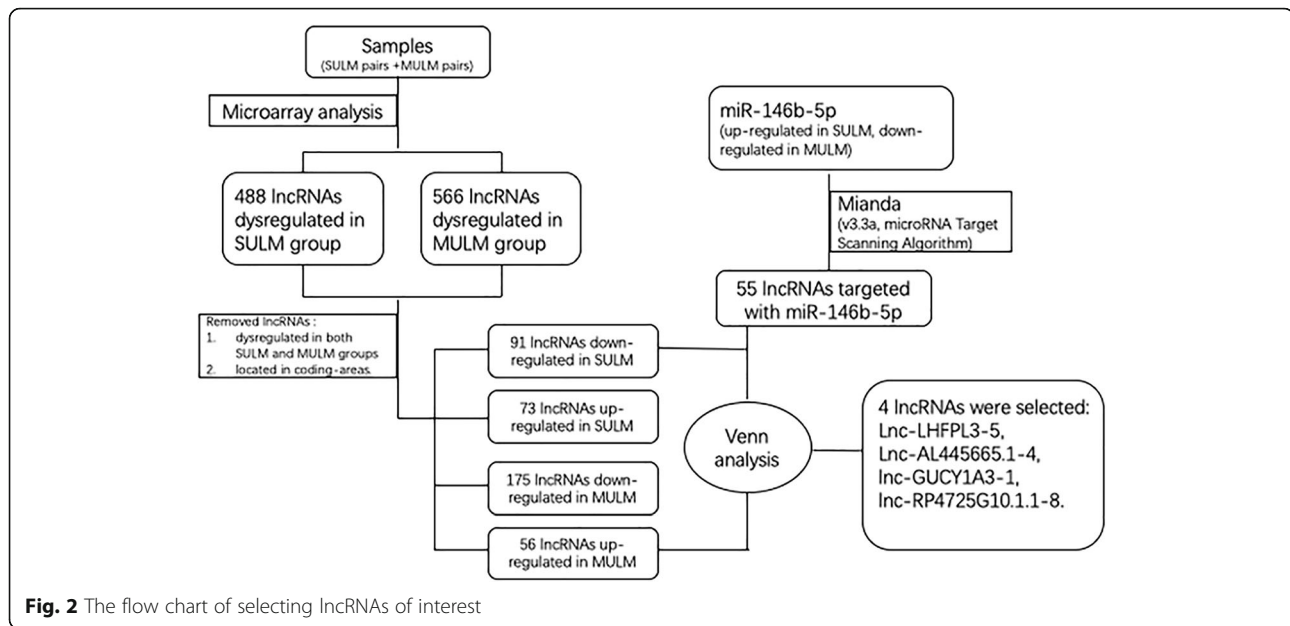 Samples
(SULM pairs +MULM pairs)
Microarray analysis
488 lncRNAs
dysregulated in
SULM group
566 lncRNAs
dysregulated in
MULM group
Removed lncRNAs :
1. dysregulated in both
SULM and MULM groups
2. located in coding-areas.
91 lncRNAs down-
regulated in SULM
73 lncRNAs up-
regulated in SULM
175 lncRNAs down-
regulated in MULM
56 lncRNAs up-
regulated in MULM
miR-146b-5p
(up-regulated in SULM, down-
regulated in MULM)
Mianda
(v3.3a, microRNA Target
Scanning Algorithm)
55 lncRNAs targeted
with miR-146b-5p
Venn
analysis
4 lncRNAs were selected:
Lnc-LHFPL3-5,
Lnc-AL445665.1-4,
lnc-GUCY1A3-1,
lnc-RP4725G10.1.1-8.
Fig. 2 The flow chart of selecting lncRNAs of interest